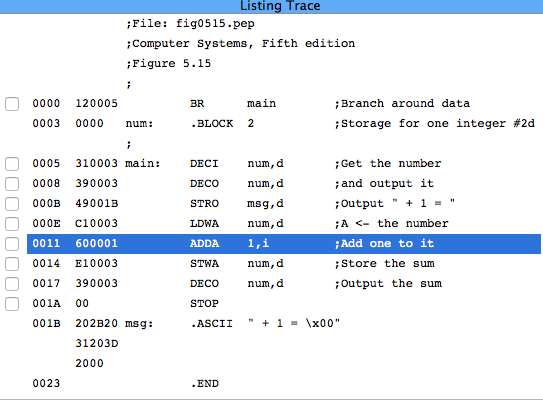 Listing Trace
;File: fig0515.pep
;Computer Systems, Fifth edition
;Figure 5.15
;
0000 120005 BR main ;Branch around data
0003 0000 num: .BLOCK 2 ;Storage for one integer #2d
;
0005 310003 main: DECI num,d ;Get the number
0008 390003 DECO num,d ;and output it
000B 49001B STRO msg,d ;Output " + 1 = "
000E C10003 LDWA num,d ;A <- the number
0011 600001 ADDA 1,i ;Add one to it
0014 E10003 STWA num,d ;Store the sum
0017 390003 DECO num,d ;Output the sum
001A 00 STOP
001B 202B20 msg: .ASCII " + 1 = \x00"
31203D
2000
0023 .END